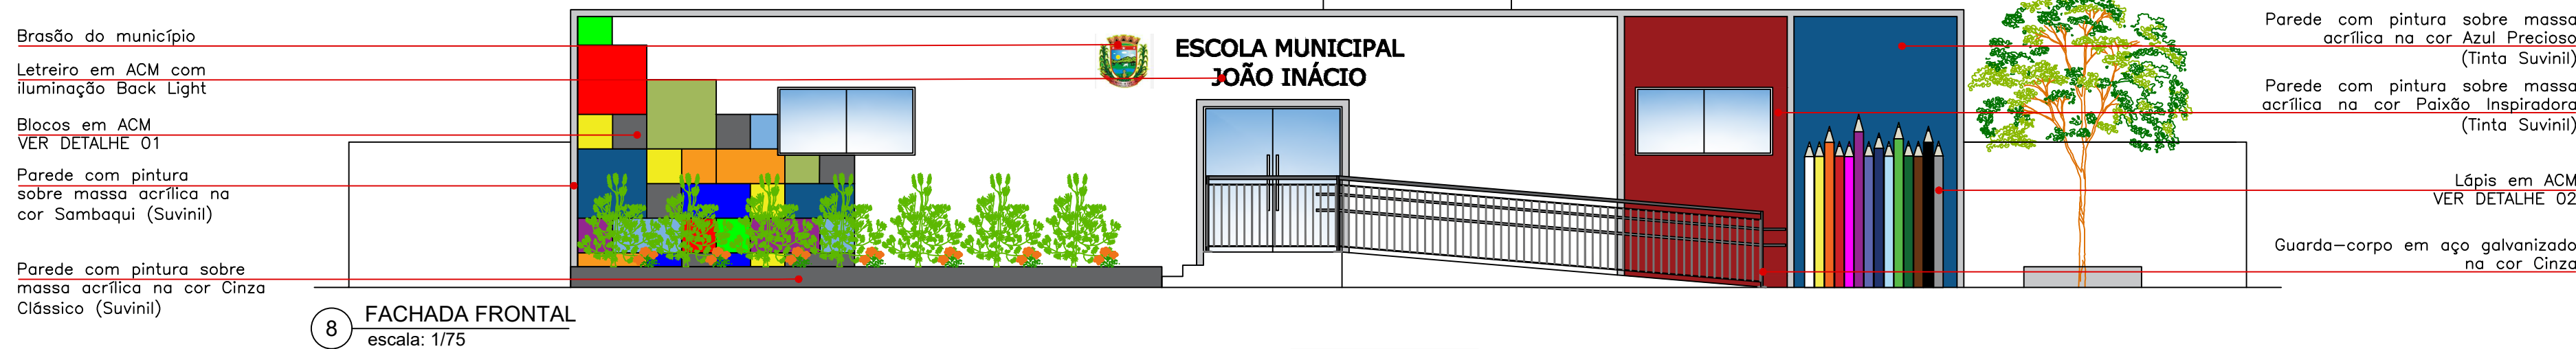 Brasão do município
Letreiro em ACM com
iluminação Back Light
Blocos em ACM
VER DETALHE 01
Parede com pintura
sobre massa acrílica na
cor Sambaqui (Suvinil)
Parede com pintura sobre
massa acrílica na cor Cinza
Clássico (Suvinil)
8
FACHADA FRONTAL
escala: 1/75
ESCOLA MUNICIPAL
JOÃO INÁCIO
Parede com pintura sobre massa
acrílica na cor Azul Precioso
(Tinta Suvinil)
Parede com pintura sobre massa
acrílica na cor Paixão Inspiradora
(Tinta Suvinil)
Lápis em ACM
VER DETALHE 02
Guarda-corpo em aço galvanizado
na cor Cinza